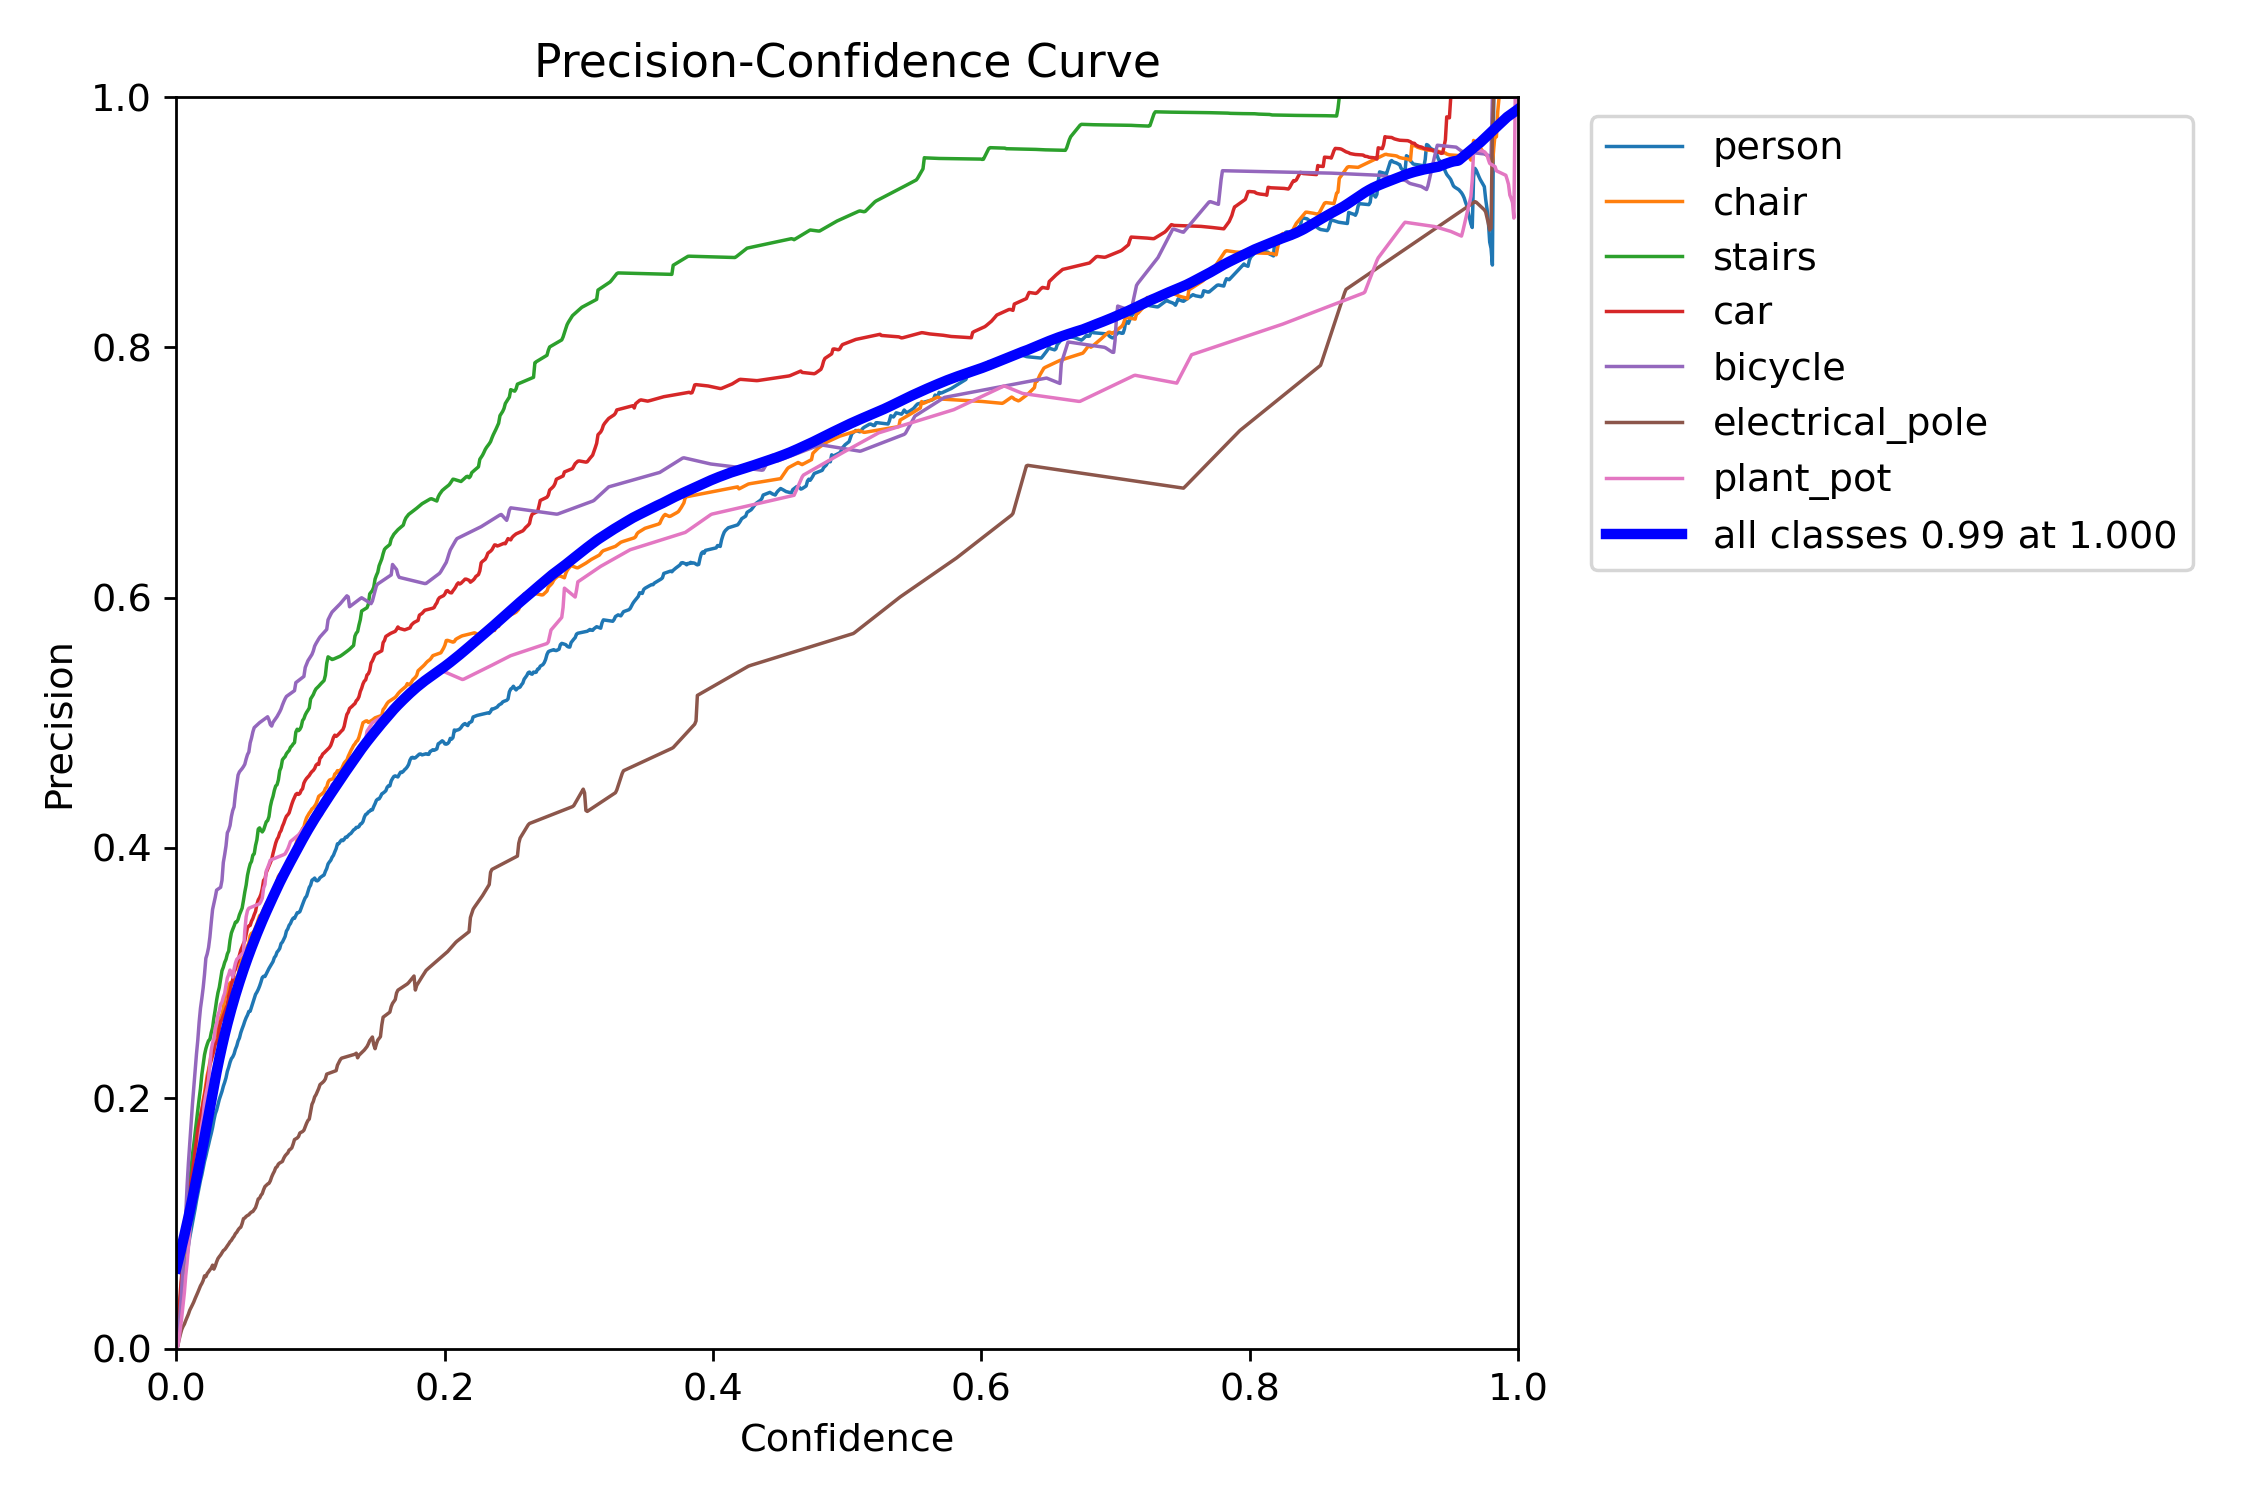 Precision-Confidence Curve
1.0
0.8
0.6
0.4
0.2
0.0
Precision
0.0 0.2 0.4 0.6 0.8 1.0
Confidence
person
chair
stairs
car
bicycle
electrical_pole
plant_pot
all classes 0.99 at 1.000